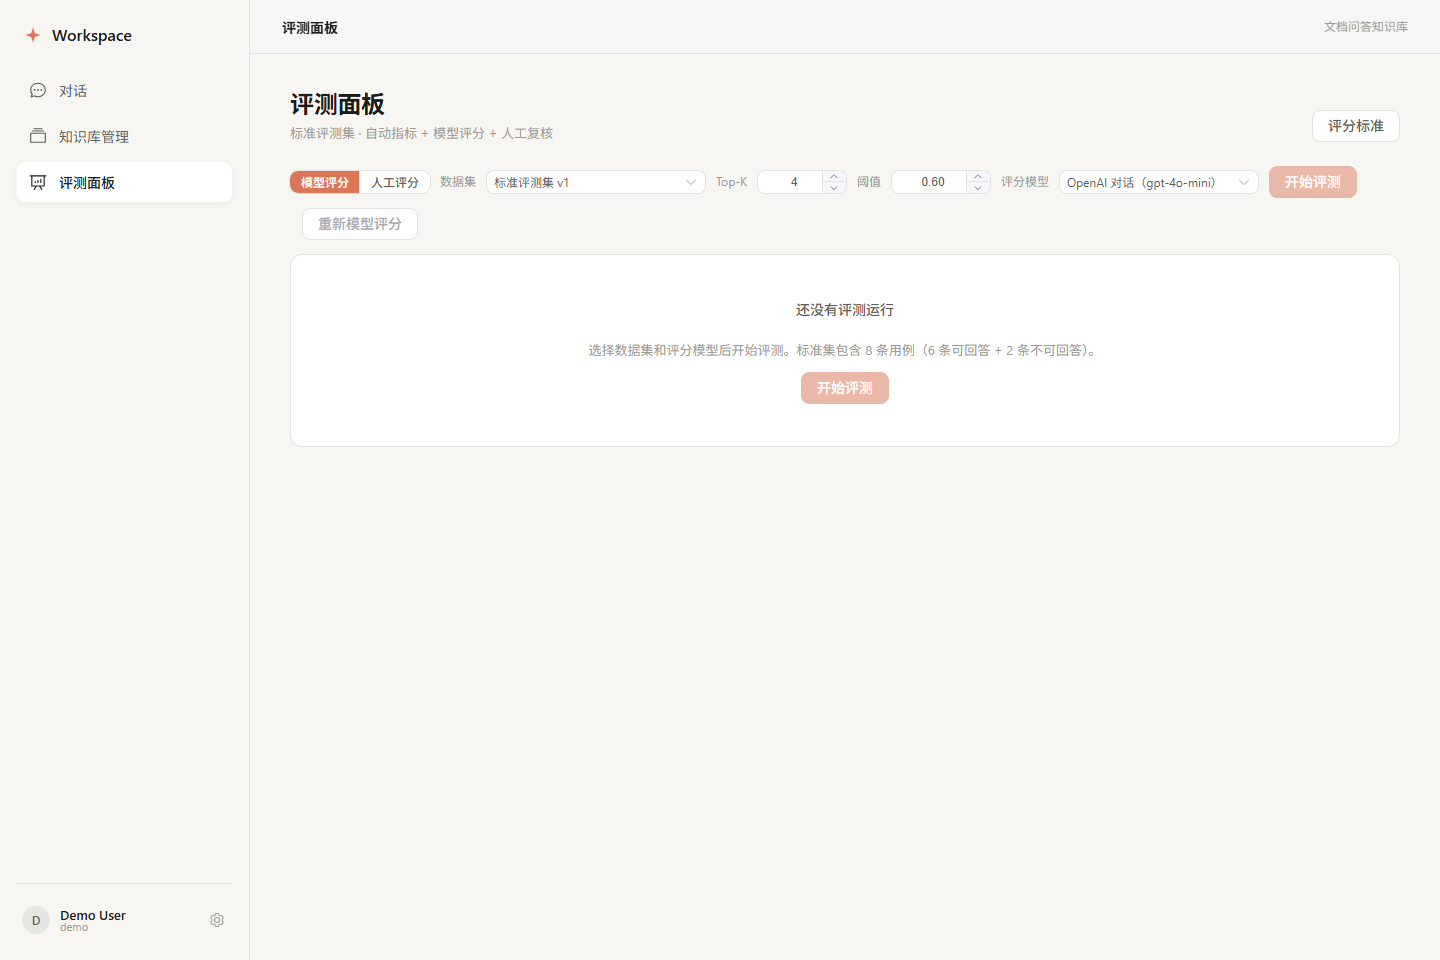 Workspace
对话
知识库管理
评测面板
Demo User
demo
D
评测面板
文档问答知识库
评测面板
标准评测集 · 自动指标 + 模型评分 + 人工复核
评分标准
模型评分 人工评分 数据集 标准评测集 v1 Top-K 4 阈值 0.60 评分模型 OpenAI 对话（gpt-4o-mini） 开始评测
重新模型评分
还没有评测运行
选择数据集和评分模型后开始评测。标准集包含 8 条用例（6 条可回答 + 2 条不可回答）。
开始评测